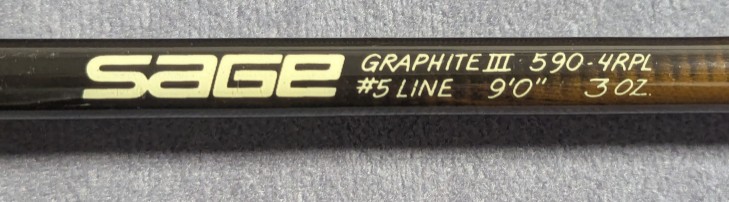 sage
GRAPHITE III 590-4RPL
#5 LINE 9'0" 3 OZ.